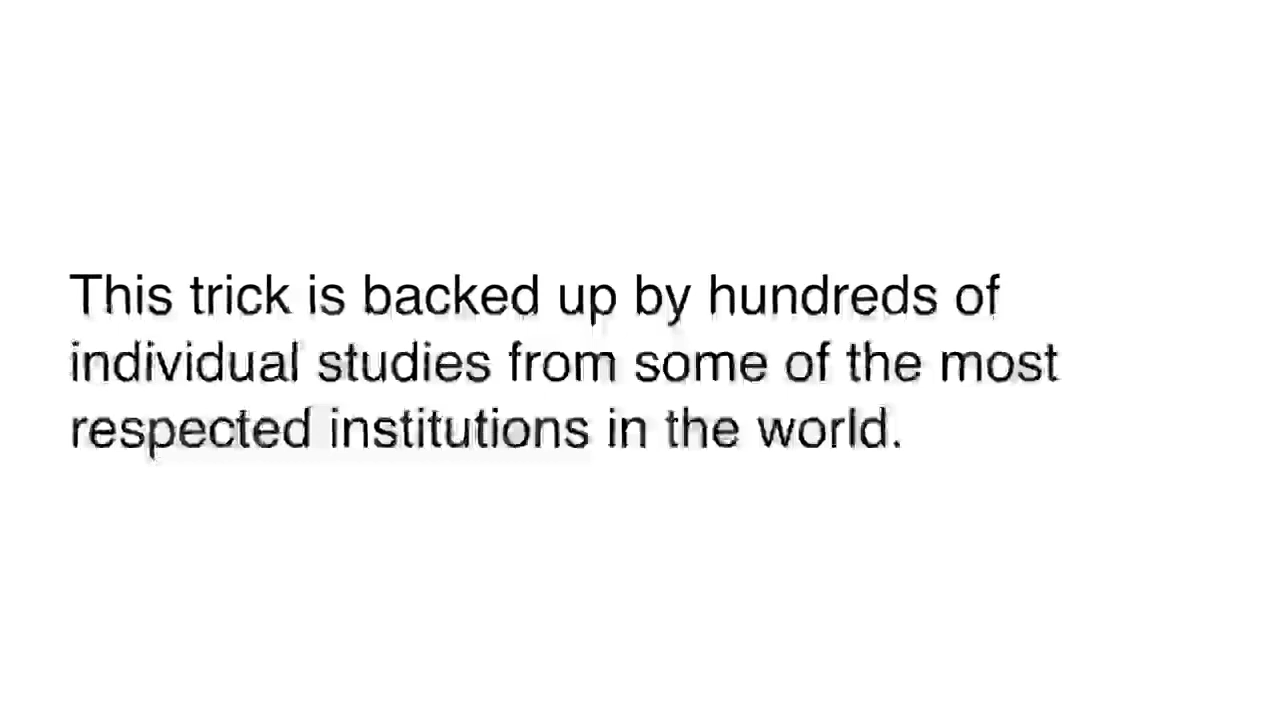 This trick is backed up by hundreds of
individual studies from some of the most
respected institutions in the world.